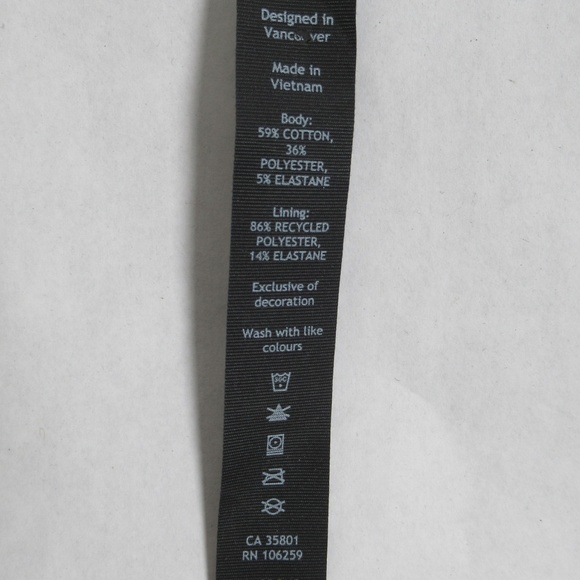 Designed in
Vancouver
Made in
Vietnam
Body:
59% COTTON,
36%
POLYESTER,
5% ELASTANE
Lining:
86% RECYCLED
POLYESTER,
14% ELASTANE
Exclusive of
decoration
Wash with like
colours
30C
CA 35801
RN 106259